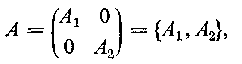 A = \begin{pmatrix} A_1 & 0 \\ 0 & A_2 \end{pmatrix} = \{A_1, A_2\},